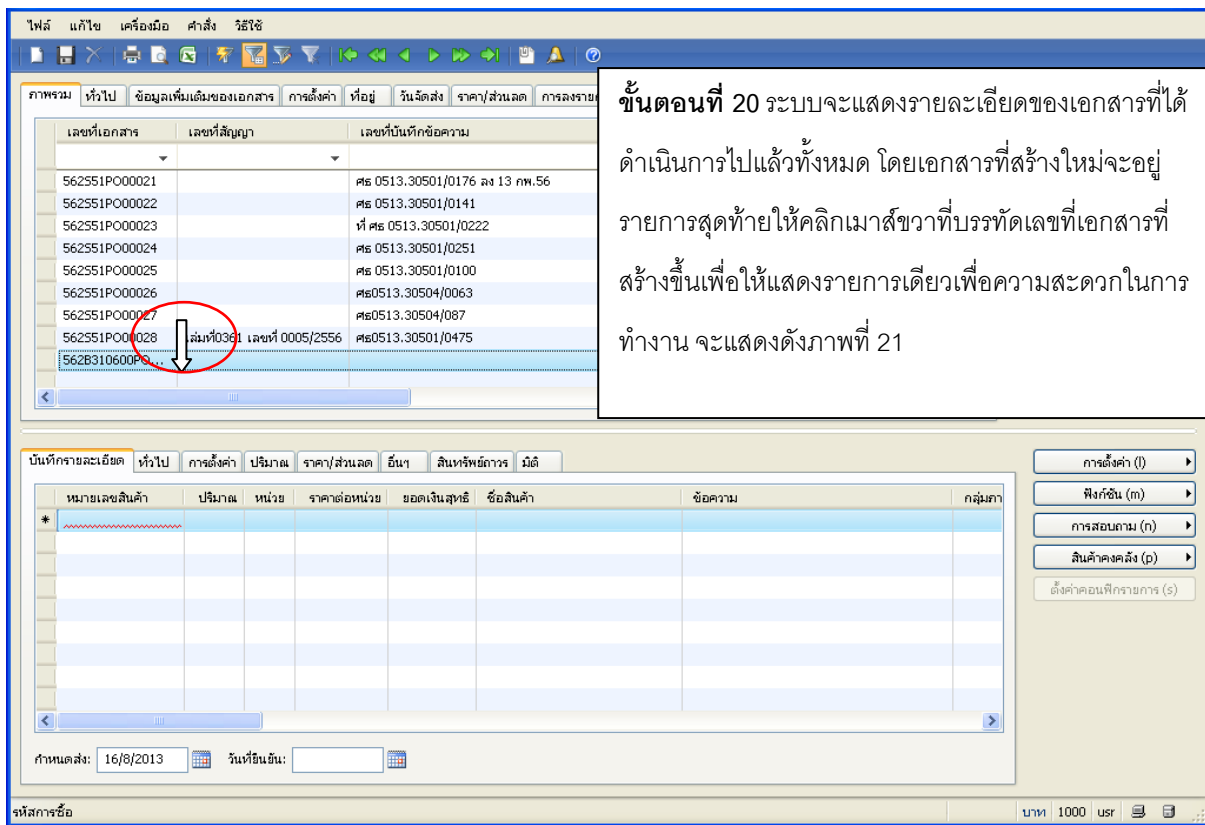 ไฟล์ แก้ไข เครื่องมือ คำสั่ง วิธีใช้
ภาพรวม ทั่วไป ข้อมูลเพิ่มเติมของเอกสาร การตั้งค่า ที่อยู่ วันจัดส่ง ราคา/ส่วนลด
เลขที่เอกสาร เลขที่สัญญา เลขที่บันทึกข้อความ
562S51PO00021 ศธ 0513.30501/0176 ลง 13 กพ.56
562S51PO00022 ศธ 0513.30501/0141
562S51PO00023 ที่ ศธ 0513.30501/0222
562S51PO00024 ศธ 0513.30501/0251
562S51PO00025 ศธ 0513.30501/0100
562S51PO00026 ศธ0513.30504/0063
562S51PO00027 ศธ0513.30504/087
562S51PO00028 เล่มที่0361 เลขที่ 0005/2556 ศธ0513.30501/0475
562B310600PO...
ขั้นตอนที่ 20 ระบบจะแสดงรายละเอียดของเอกสารที่ได้
ดำเนินการไปแล้วทั้งหมด โดยเอกสารที่สร้างใหม่จะอยู่
รายการสุดท้ายให้คลิกเมาส์ขวาที่บรรทัดเลขที่เอกสารที่
สร้างขึ้นเพื่อให้แสดงรายการเดียวเพื่อความสะดวกในการ
ทำงาน จะแสดงดังภาพที่ 21
บันทึกรายละเอียด ทั่วไป การตั้งค่า ปริมาณ ราคา/ส่วนลด อื่นๆ สินทรัพย์ถาวร มิติ
หมายเลขสินค้า ปริมาณ หน่วย ราคาต่อหน่วย ยอดเงินสุทธิ ชื่อสินค้า ข้อความ กลุ่มภา
*
การตั้งค่า (l)
ฟังก์ชัน (m)
การสอบถาม (n)
สินค้าคงคลัง (p)
ตั้งค่าคอนฟิกรายการ (s)
กำหนดส่ง: 16/8/2013 วันที่ยืนยัน:
รหัสการซื้อ บาท 1000 usr